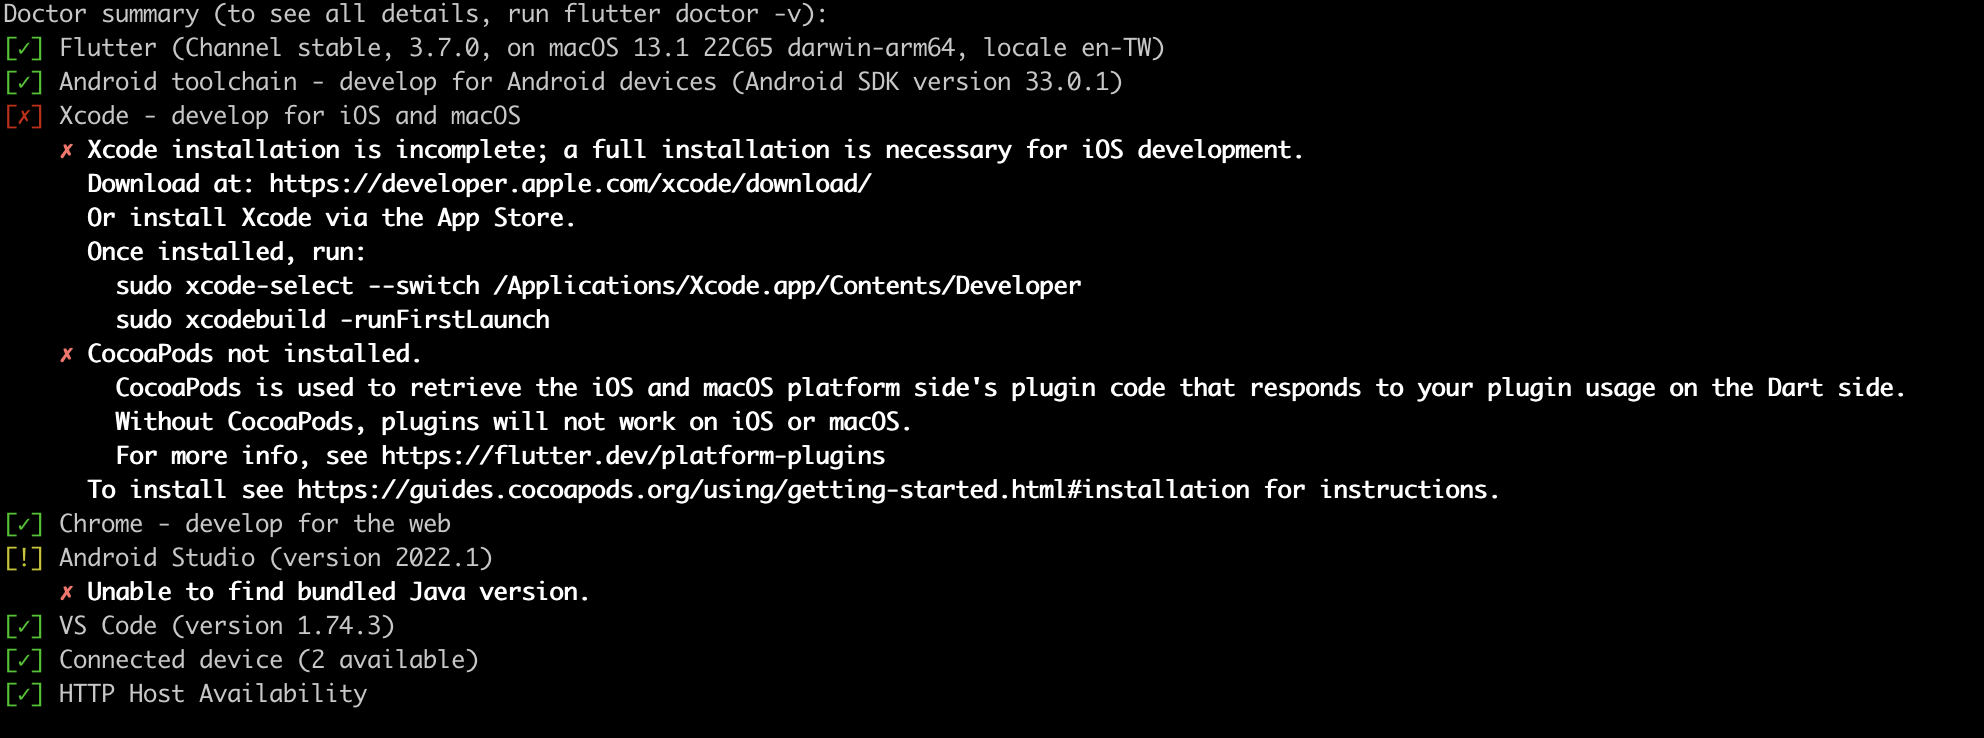 Doctor summary (to see all details, run flutter doctor -v):
[✓] Flutter (Channel stable, 3.7.0, on macOS 13.1 22C65 darwin-arm64, locale en-TW)
[✓] Android toolchain - develop for Android devices (Android SDK version 33.0.1)
[✗] Xcode - develop for iOS and macOS
    ✗ Xcode installation is incomplete; a full installation is necessary for iOS development.
      Download at: https://developer.apple.com/xcode/download/
      Or install Xcode via the App Store.
      Once installed, run:
        sudo xcode-select --switch /Applications/Xcode.app/Contents/Developer
        sudo xcodebuild -runFirstLaunch
    ✗ CocoaPods not installed.
        CocoaPods is used to retrieve the iOS and macOS platform side's plugin code that responds to your plugin usage on the Dart side.
        Without CocoaPods, plugins will not work on iOS or macOS.
        For more info, see https://flutter.dev/platform-plugins
      To install see https://guides.cocoapods.org/using/getting-started.html#installation for instructions.
[✓] Chrome - develop for the web
[!] Android Studio (version 2022.1)
    ✗ Unable to find bundled Java version.
[✓] VS Code (version 1.74.3)
[✓] Connected device (2 available)
[✓] HTTP Host Availability